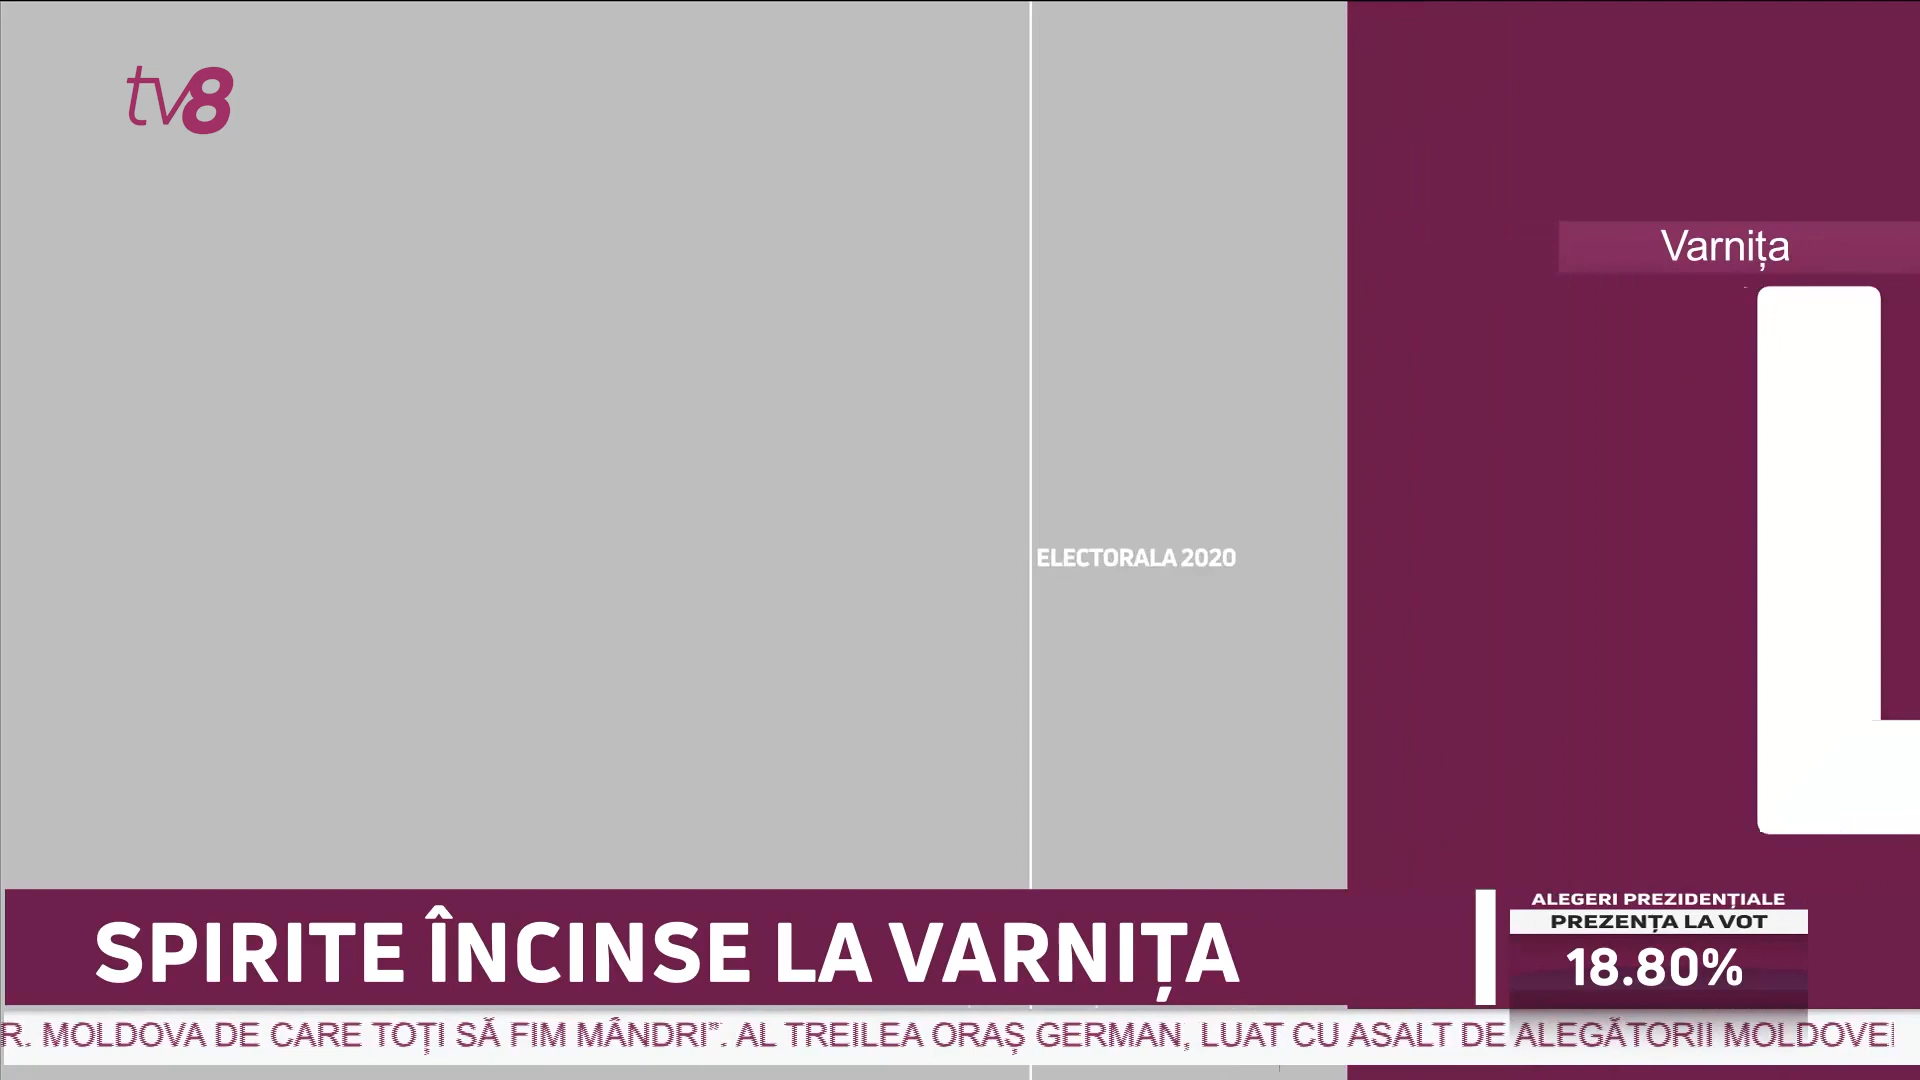 tv8
Varnița
ELECTORALA 2020
SPIRITE ÎNCINSE LA VARNIȚA
ALEGERI PREZIDENȚIALE
PREZENȚA LA VOT
18.80%
R. MOLDOVA DE CARE TOȚI SĂ FIM MÂNDRI”. AL TREILEA ORAȘ GERMAN, LUAT CU ASALT DE ALEGĂTORII